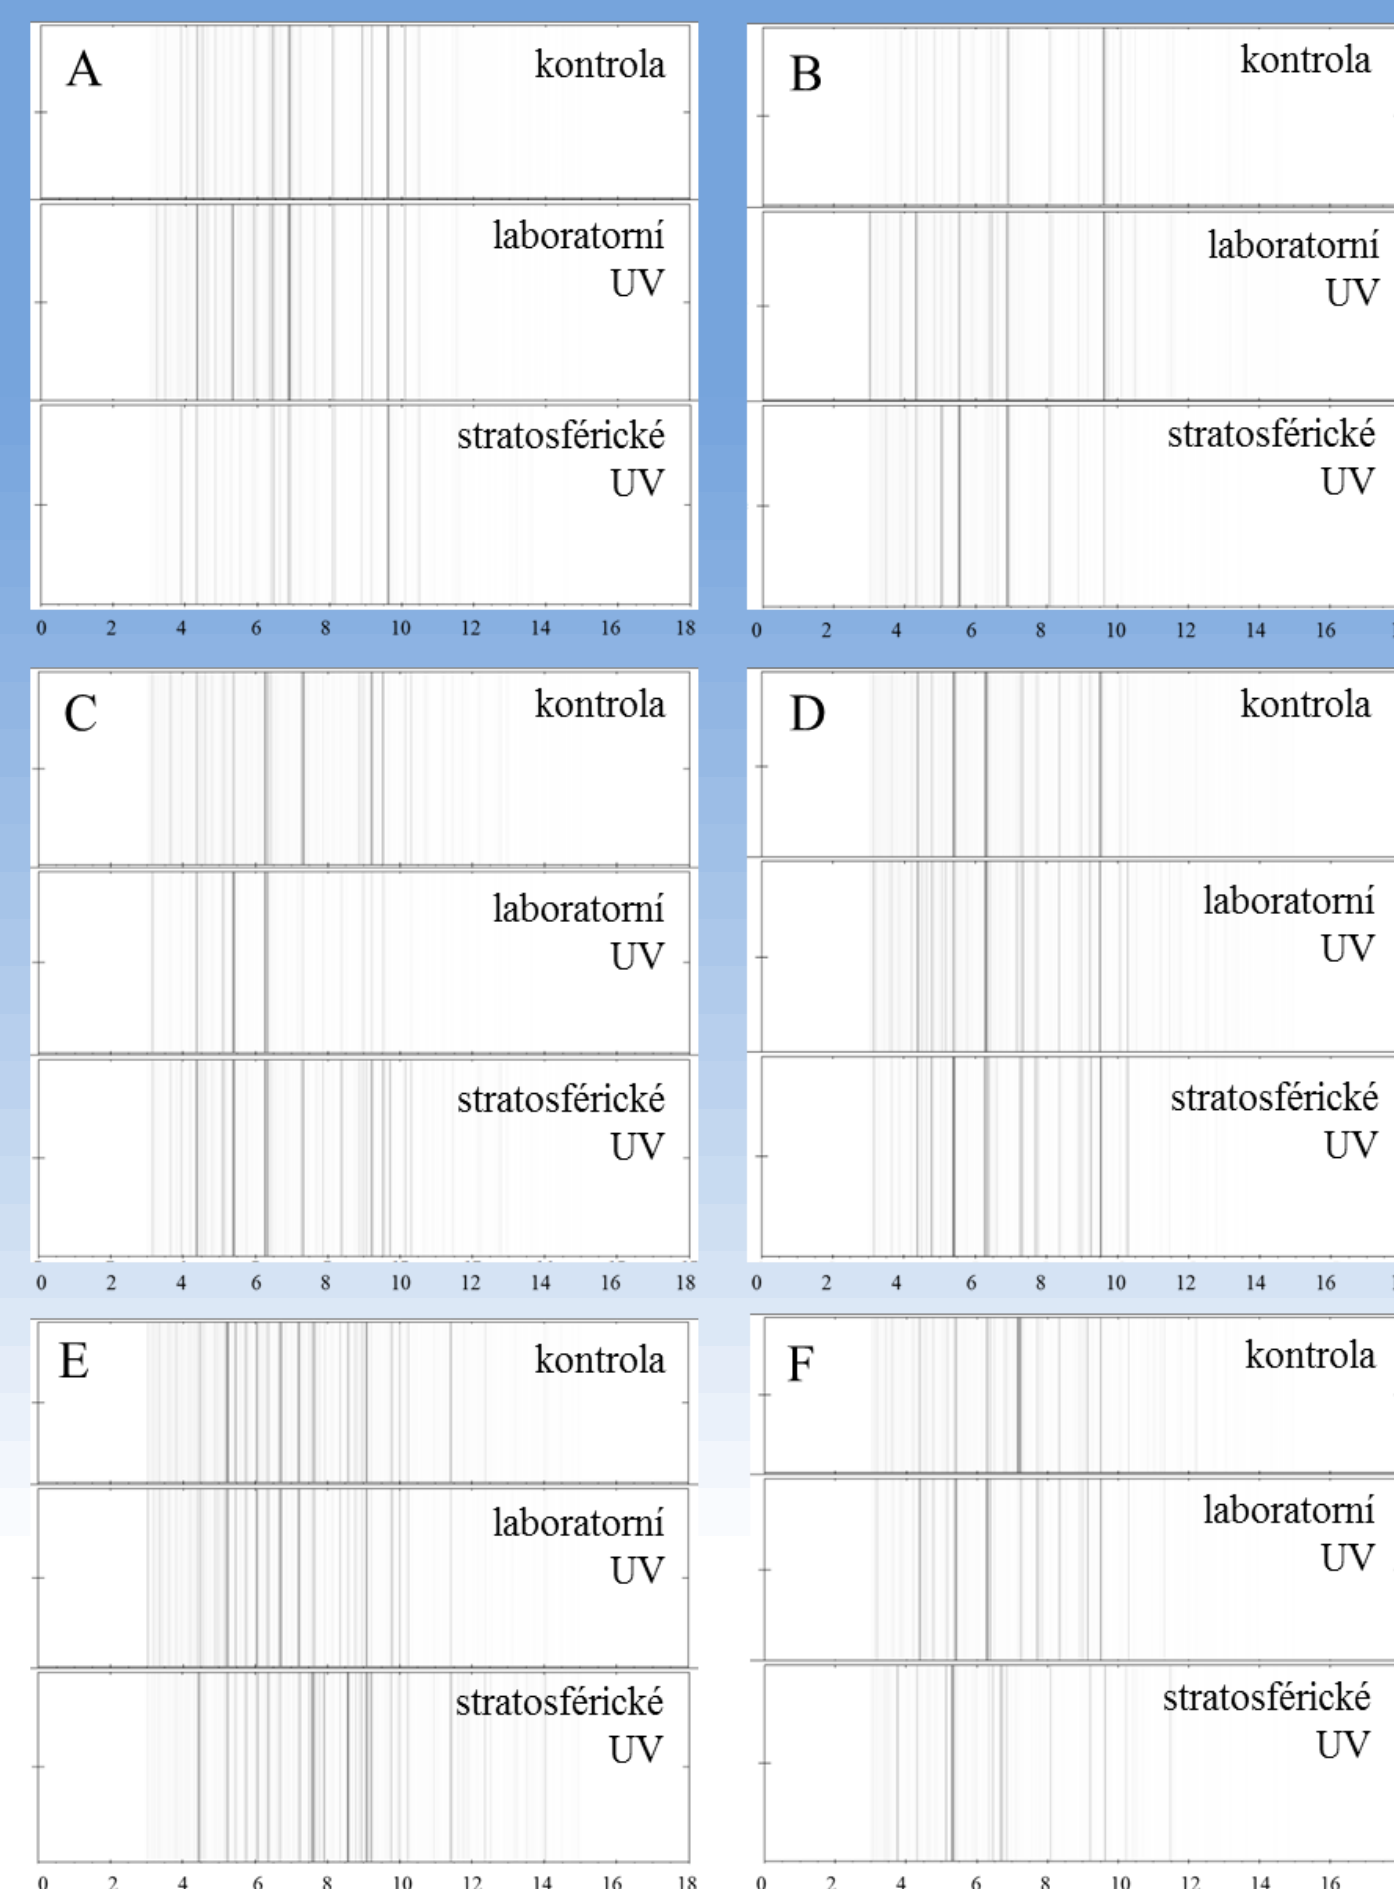 A
kontrola
laboratorní
UV
stratosférické
UV
0 2 4 6 8 10 12 14 16 18
B
kontrola
laboratorní
UV
stratosférické
UV
0 2 4 6 8 10 12 14 16
C
kontrola
laboratorní
UV
stratosférické
UV
0 2 4 6 8 10 12 14 16 18
D
kontrola
laboratorní
UV
stratosférické
UV
0 2 4 6 8 10 12 14 16
E
kontrola
laboratorní
UV
stratosférické
UV
0 2 4 6 8 10 12 14 16 18
F
kontrola
laboratorní
UV
stratosférické
UV
0 2 4 6 8 10 12 14 16